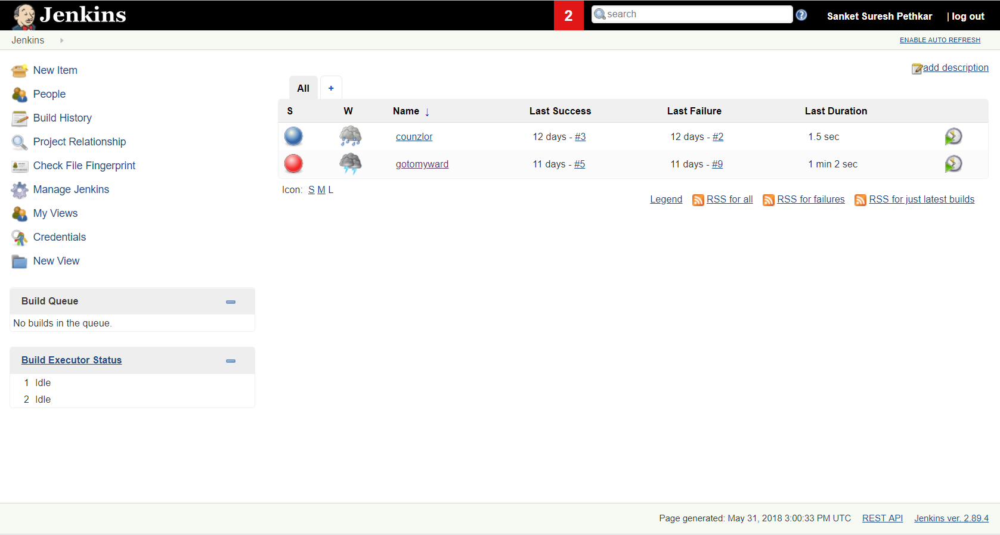 Jenkins
2
search
Sanket Suresh Pethkar
| log out
Jenkins
ENABLE AUTO REFRESH
New Item
People
Build History
Project Relationship
Check File Fingerprint
Manage Jenkins
My Views
Credentials
New View
Build Queue
No builds in the queue.
Build Executor Status
1 Idle
2 Idle
add description
All +
S W Name ↓ Last Success Last Failure Last Duration
counzlor 12 days - #3 12 days - #2 1.5 sec
gotomyward 11 days - #5 11 days - #9 1 min 2 sec
Icon: S M L
Legend RSS for all RSS for failures RSS for just latest builds
Page generated: May 31, 2018 3:00:33 PM UTC REST API Jenkins ver. 2.89.4